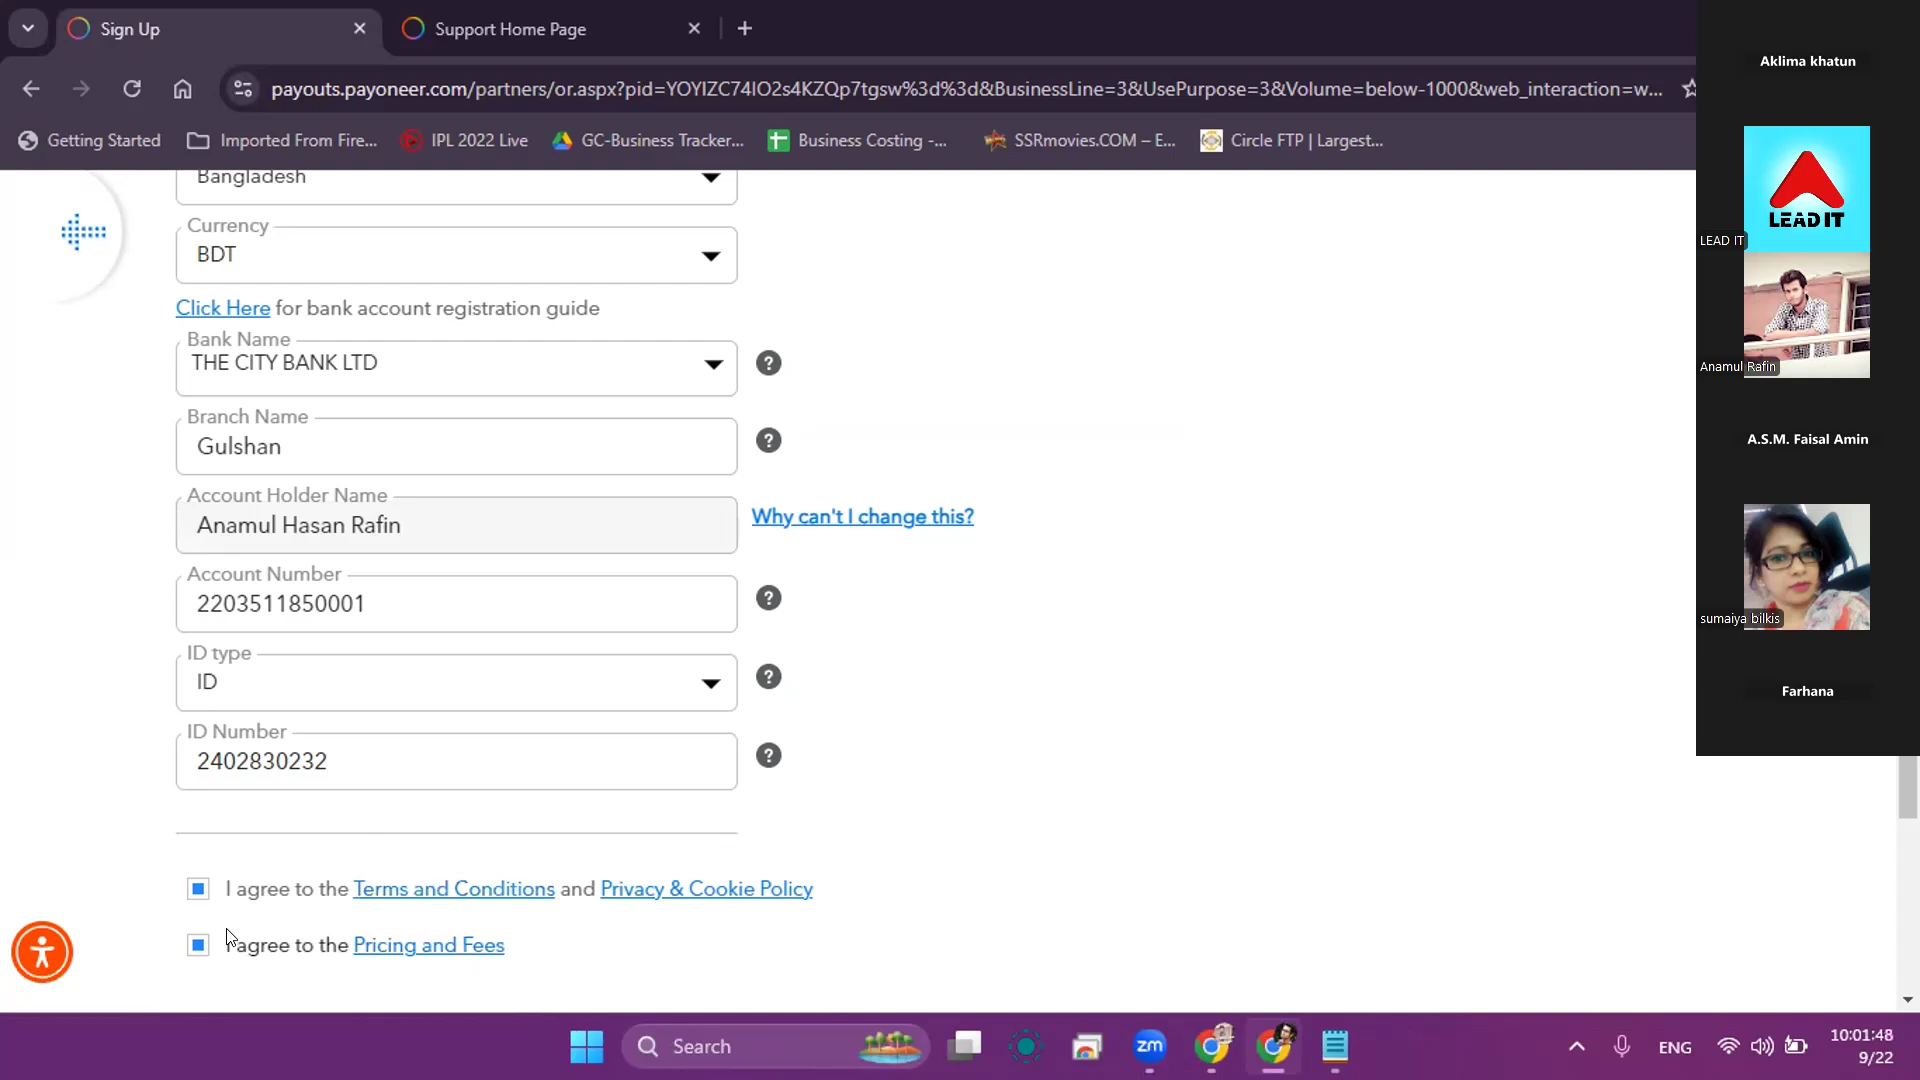 Sign Up
Support Home Page
payouts.payoneer.com/partners/or.aspx?pid=YOYIZC74IO2s4KZQp7tgsw%3d%3d&BusinessLine=3&UsePurpose=3&Volume=below-1000&web_interaction=w...
Getting Started
Imported From Fire...
IPL 2022 Live
GC-Business Tracker...
Business Costing -...
SSRmovies.COM – E...
Circle FTP | Largest...
Bangladesh
Currency
BDT
Click Here for bank account registration guide
Bank Name
THE CITY BANK LTD
?
Branch Name
Gulshan
?
Account Holder Name
Anamul Hasan Rafin
Why can't I change this?
Account Number
2203511850001
?
ID type
ID
?
ID Number
2402830232
?
I agree to the Terms and Conditions and Privacy & Cookie Policy
I agree to the Pricing and Fees
Aklima khatun
LEAD IT
LEAD IT
Anamul Rafin
A.S.M. Faisal Amin
sumaiya bilkis
Farhana
Search
zm
ENG
10:01:48
9/22